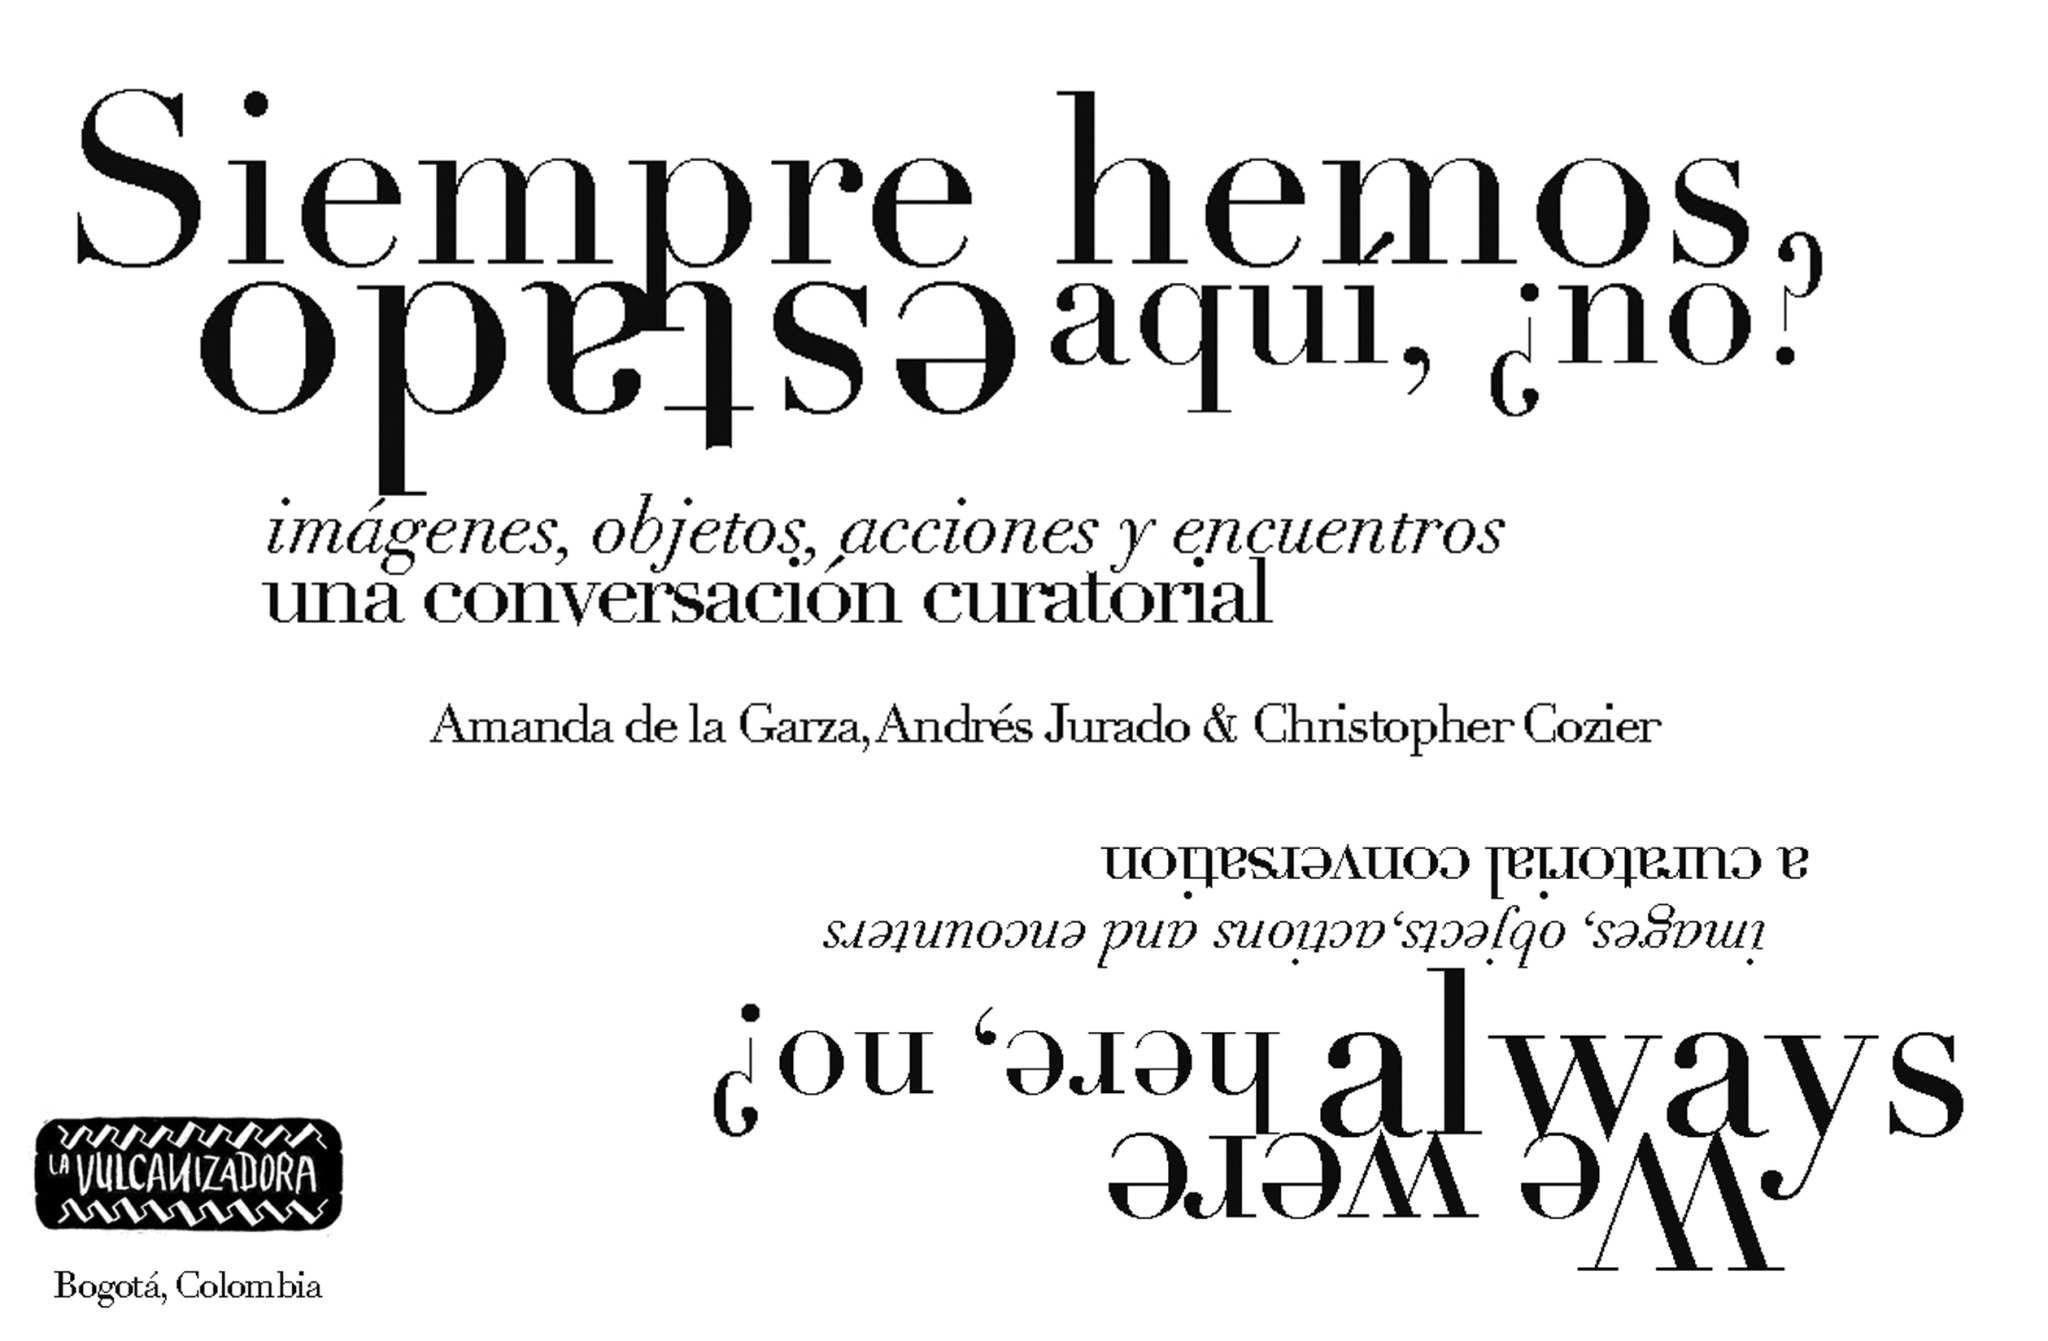 Siempre hemos
estado aquí, ¿no?
imágenes, objetos, acciones y encuentros
una conversación curatorial
Amanda de la Garza, Andrés Jurado & Christopher Cozier
We were
always here, no?
images, objects, actions and encounters
a curatorial conversation
LA VULCANIZADORA
Bogotá, Colombia